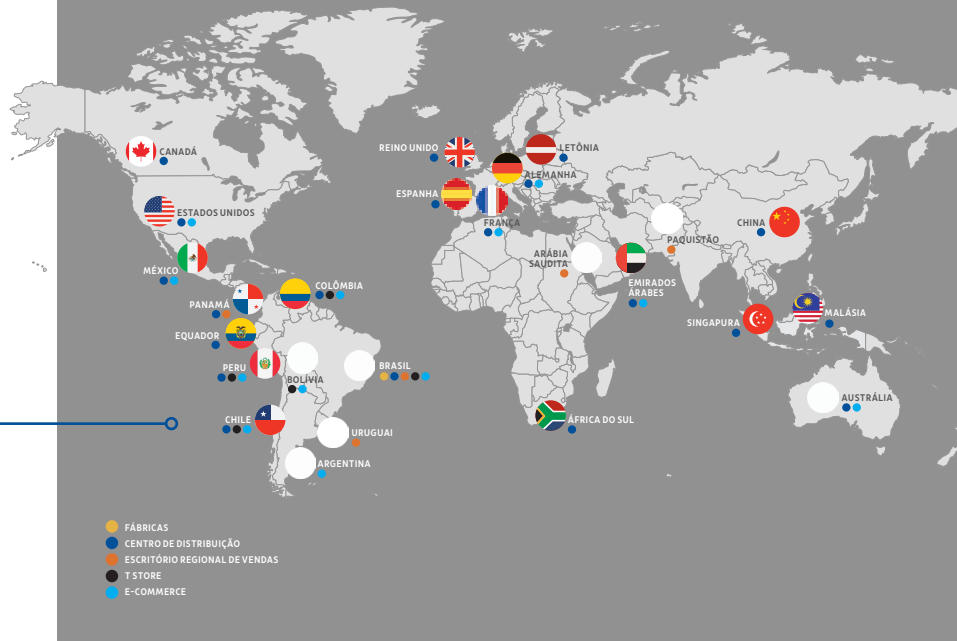 CANADÁ
REINO UNIDO
LETÔNIA
ALEMANHA
ESPANHA
FRANÇA
ESTADOS UNIDOS
CHINA
PAQUISTÃO
ARÁBIA
SAUDITA
EMIRADOS
ÁRABES
MÉXICO
COLÔMBIA
PANAMÁ
EQUADOR
SINGAPURA
MALÁSIA
PERU
BOLÍVIA
BRASIL
AUSTRÁLIA
CHILE
URUGUAI
ÁFRICA DO SUL
ARGENTINA
FÁBRICAS
CENTRO DE DISTRIBUIÇÃO
ESCRITÓRIO REGIONAL DE VENDAS
T STORE
E-COMMERCE